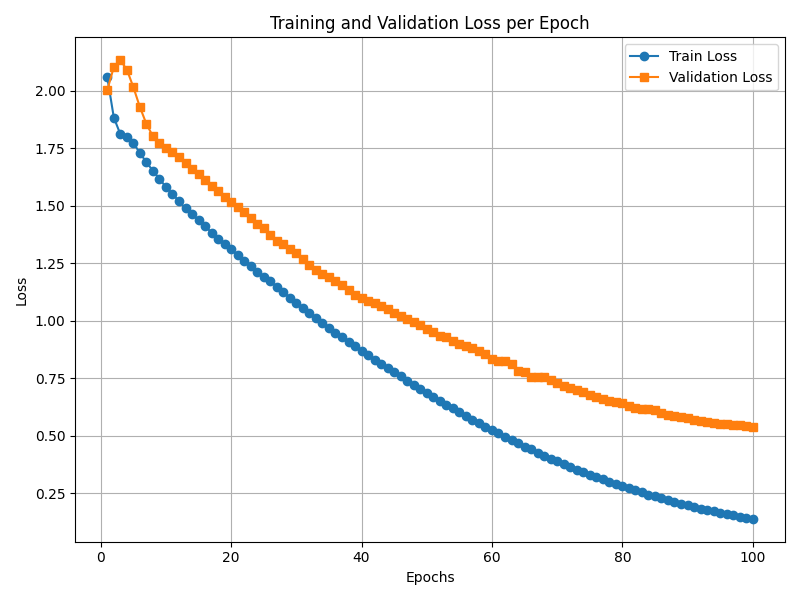 Training and Validation Loss per Epoch
Train Loss
Validation Loss
Loss
2.00
1.75
1.50
1.25
1.00
0.75
0.50
0.25
0 20 40 60 80 100
Epochs